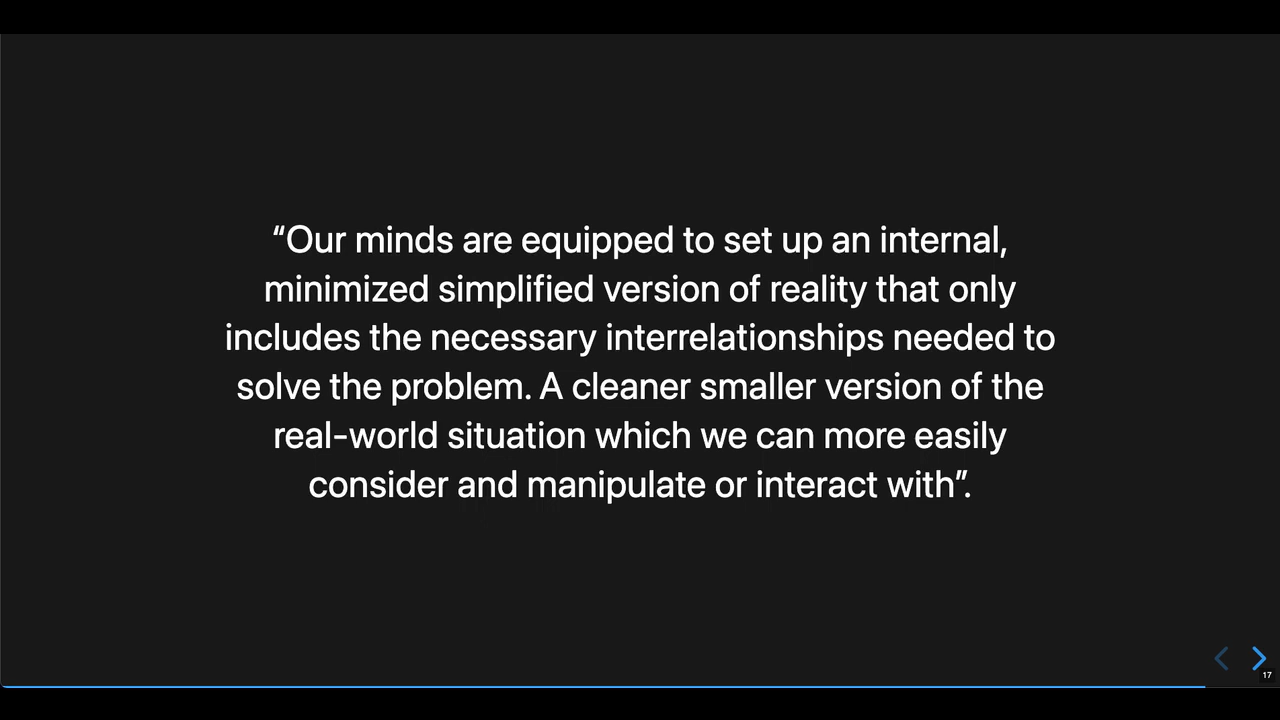 “Our minds are equipped to set up an internal,
minimized simplified version of reality that only
includes the necessary interrelationships needed to
solve the problem. A cleaner smaller version of the
real-world situation which we can more easily
consider and manipulate or interact with”.
17